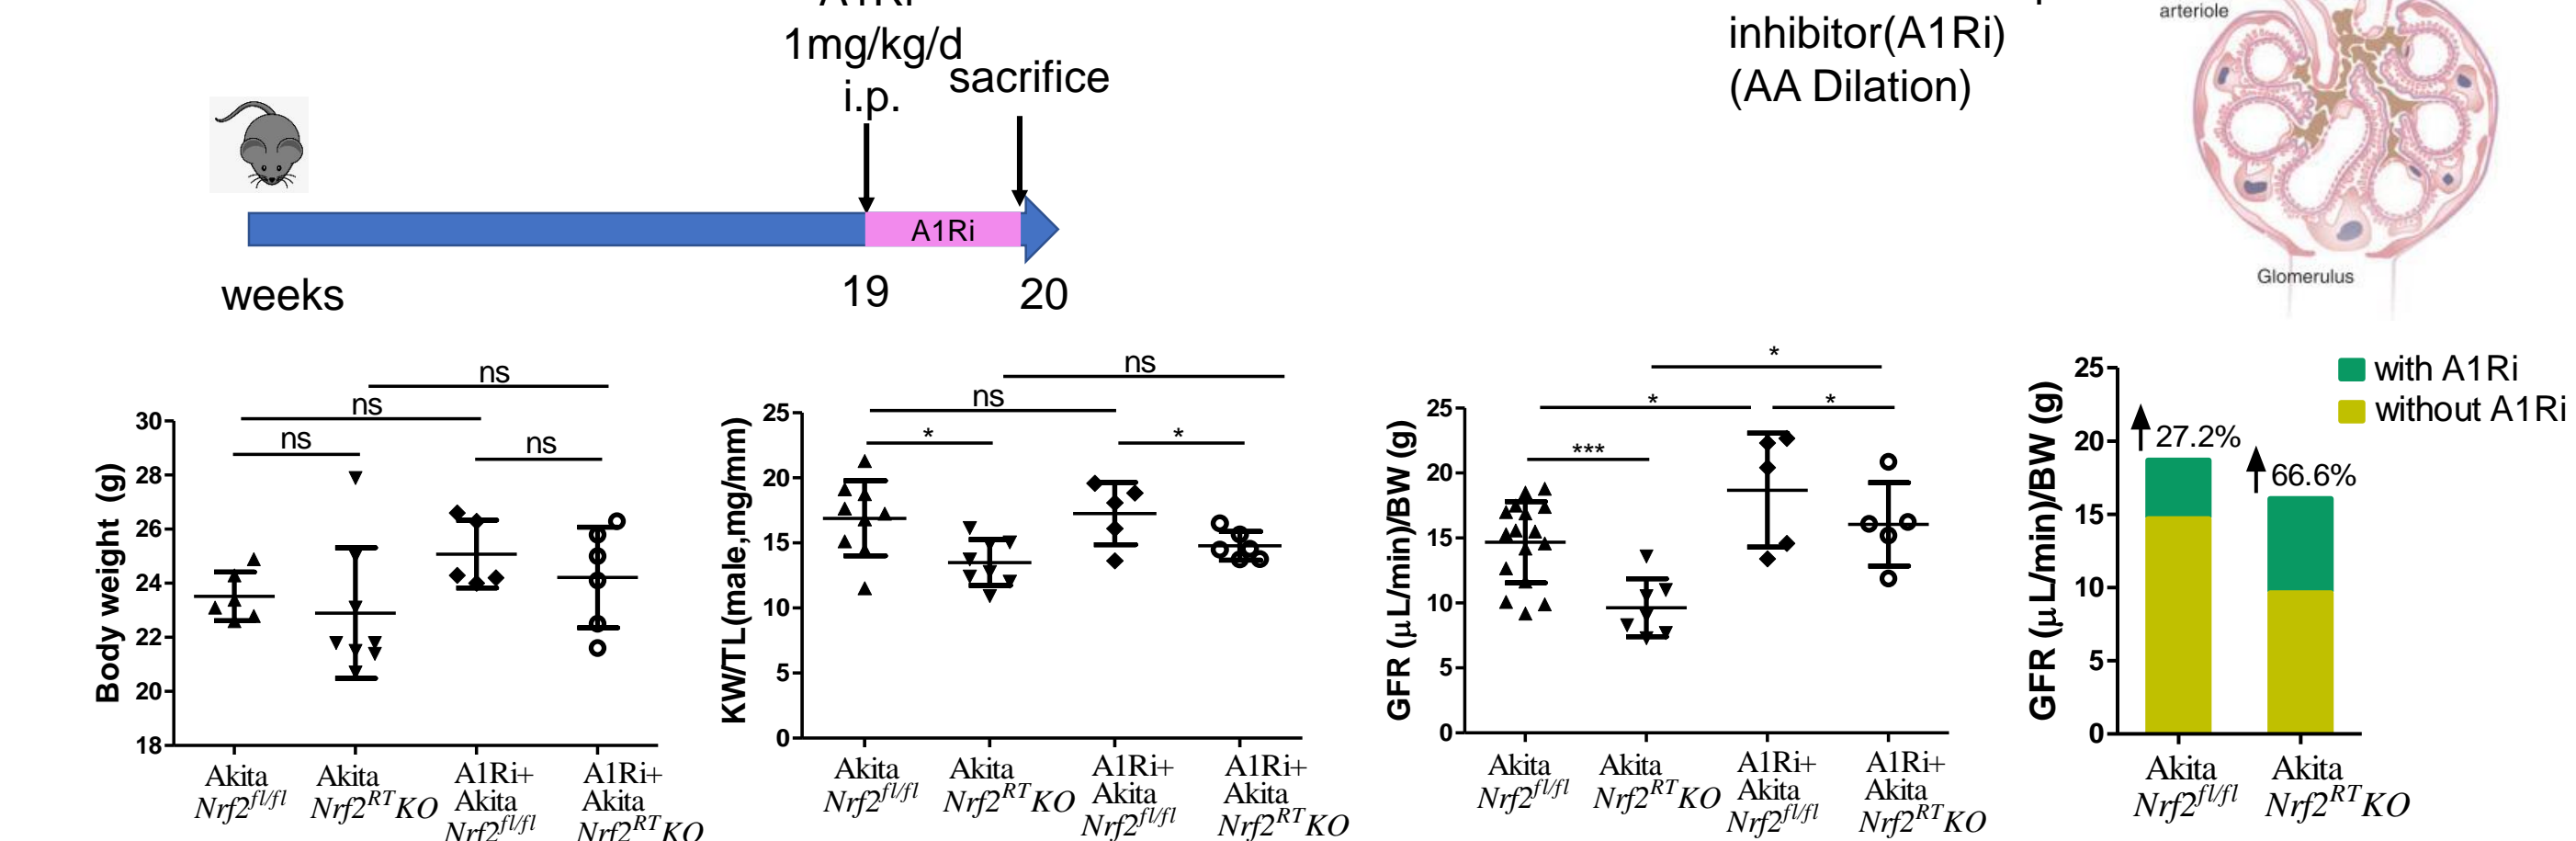 1mg/kg/d
i.p.
sacrifice
inhibitor(A1Ri)
(AA Dilation)
arteriole
Glomerulus
A1Ri
weeks
19
20
ns
ns
ns
ns
Body weight (g)
30
28
26
24
22
20
18
Akita
Nrf2fl/fl
Akita
Nrf2RTKO
A1Ri+
Akita
Nrf2fl/fl
A1Ri+
Akita
Nrf2RTKO
ns
ns
*
*
KW/TL(male,mg/mm)
25
20
15
10
5
0
Akita
Nrf2fl/fl
Akita
Nrf2RTKO
A1Ri+
Akita
Nrf2fl/fl
A1Ri+
Akita
Nrf2RTKO
*
*
*
***
GFR (μL/min)/BW (g)
25
20
15
10
5
0
Akita
Nrf2fl/fl
Akita
Nrf2RTKO
A1Ri+
Akita
Nrf2fl/fl
A1Ri+
Akita
Nrf2RTKO
with A1Ri
without A1Ri
27.2%
66.6%
GFR (μL/min)/BW (g)
25
20
15
10
5
0
Akita
Nrf2fl/fl
Akita
Nrf2RTKO